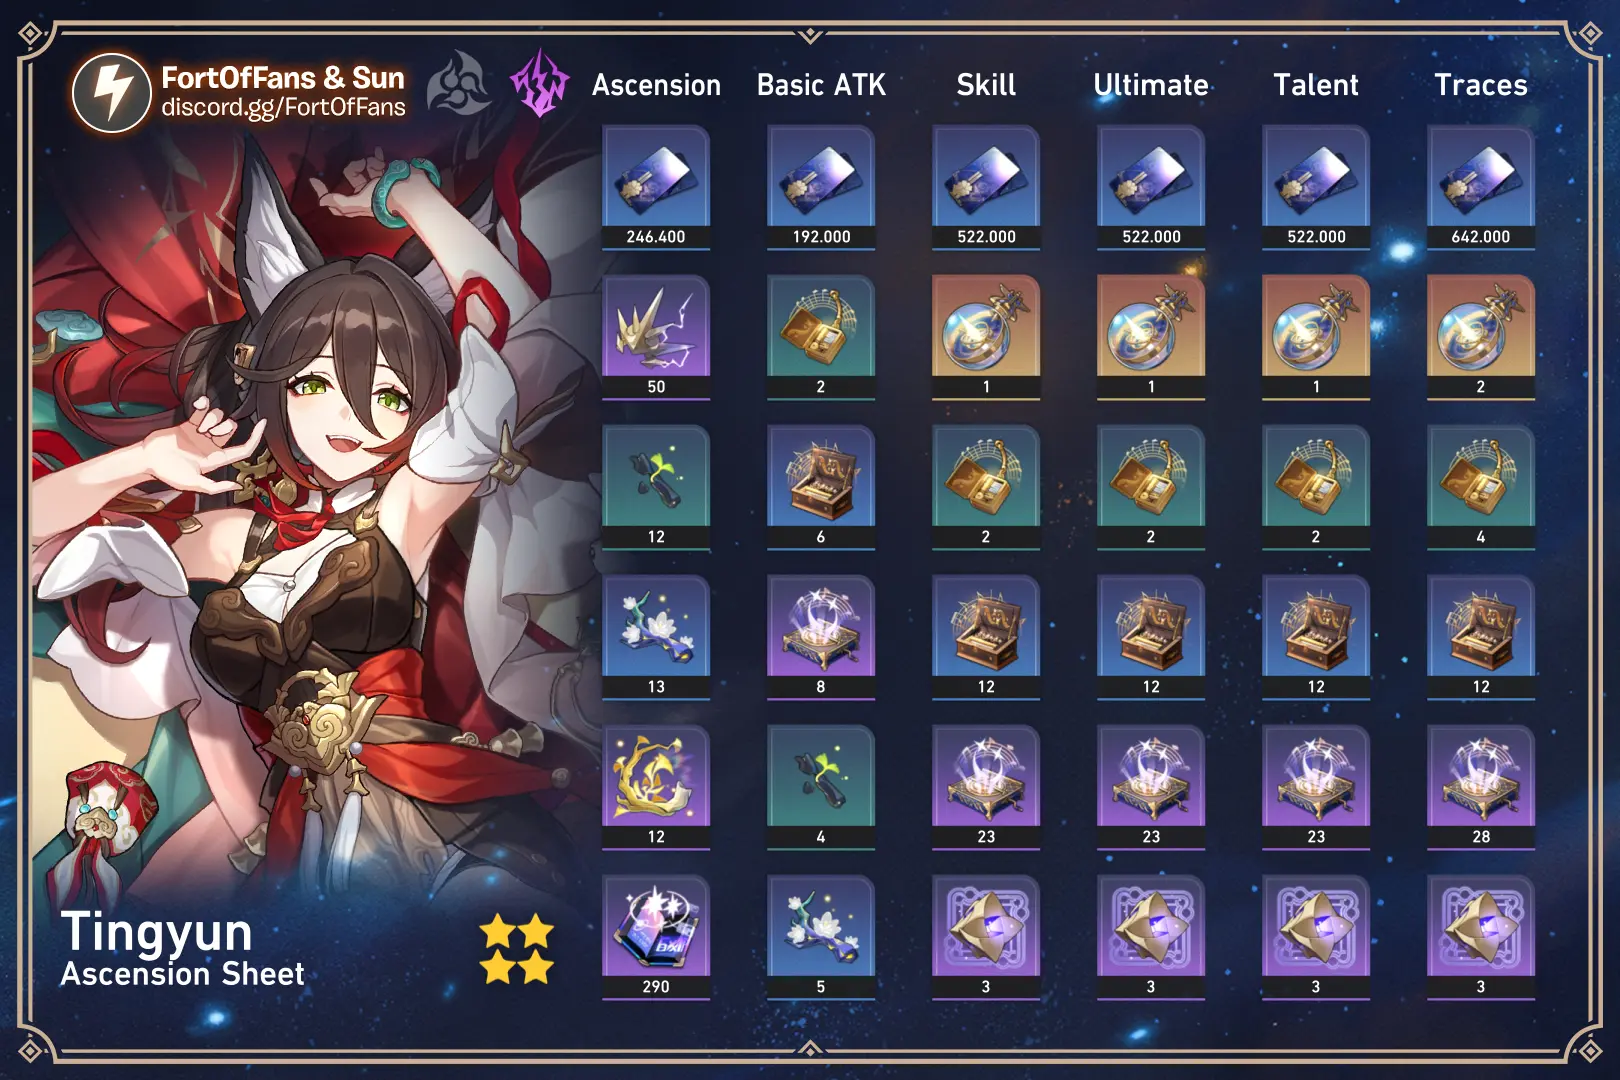 FortOfFans & Sun
discord.gg/FortOfFans
Ascension Basic ATK Skill Ultimate Talent Traces
246.400 192.000 522.000 522.000 522.000 642.000
50 2 1 1 1 2
12 6 2 2 2 4
13 8 12 12 12 12
12 4 23 23 23 28
290 5 3 3 3 3
Tingyun
Ascension Sheet